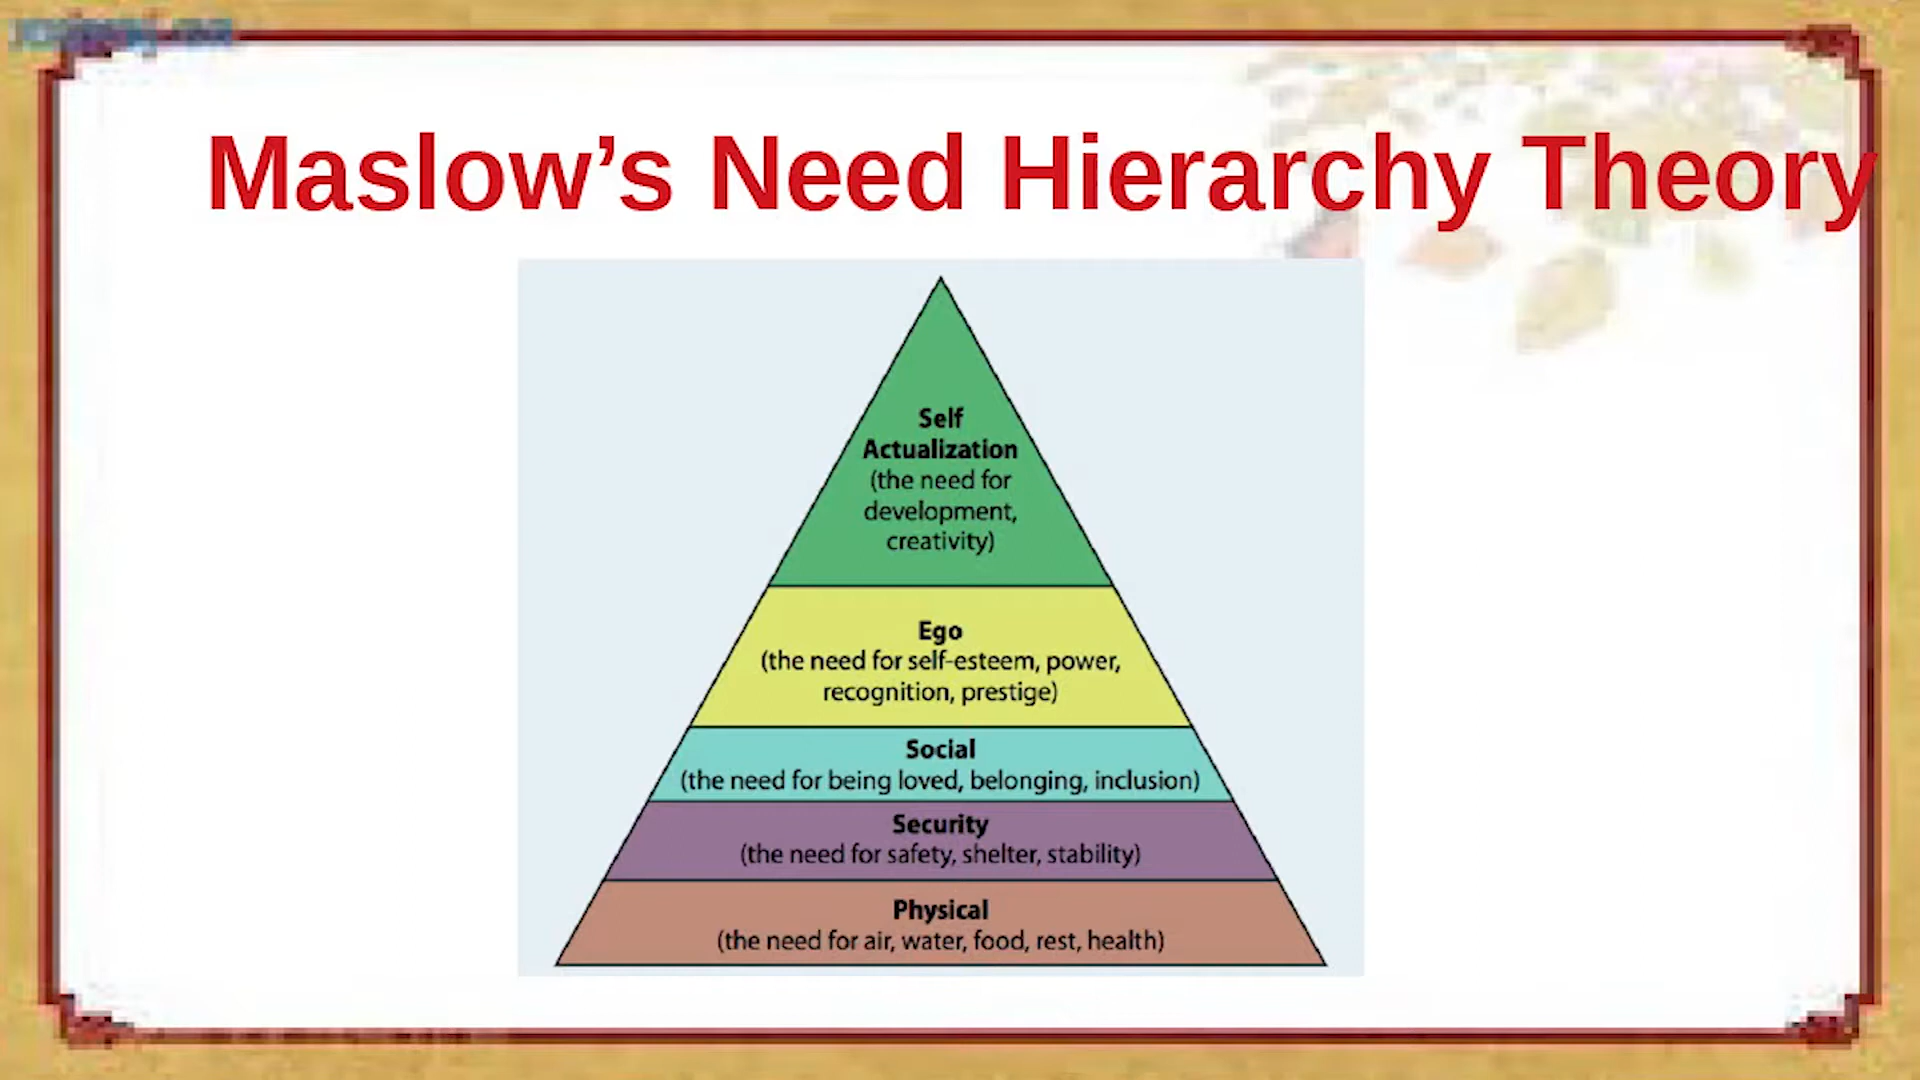 Maslow’s Need Hierarchy Theory
Self
Actualization
(the need for
development,
creativity)
Ego
(the need for self-esteem, power,
recognition, prestige)
Social
(the need for being loved, belonging, inclusion)
Security
(the need for safety, shelter, stability)
Physical
(the need for air, water, food, rest, health)